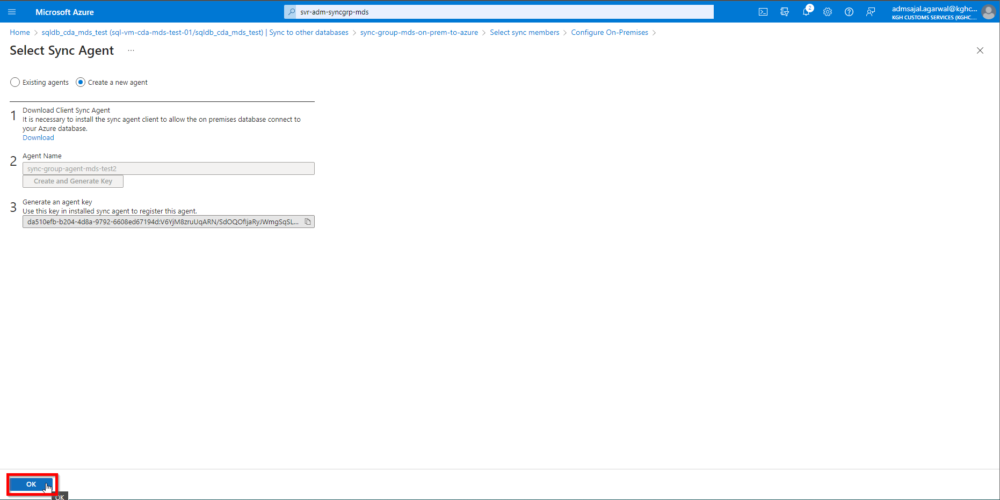 Microsoft Azure
svr-adm-syncgrp-mds
2
admsajal.agarwal@kghc...
KGH CUSTOMS SERVICES (KGHC....
Home > sqldb_cda_mds_test (sql-vm-cda-mds-test-01/sqldb_cda_mds_test) | Sync to other databases > sync-group-mds-on-prem-to-azure > Select sync members > Configure On-Premises >
Select Sync Agent ...
Existing agents
Create a new agent
1
Download Client Sync Agent
It is necessary to install the sync agent client to allow the on premises database connect to
your Azure database.
Download
2
Agent Name
sync-group-agent-mds-test2
Create and Generate Key
3
Generate an agent key
Use this key in installed sync agent to register this agent.
da510efb-b204-4d8a-9792-6608ed67194d:V6YjM8zruUqARN/SdOQOfIjaRyJWmgSqSL...
OK
OK